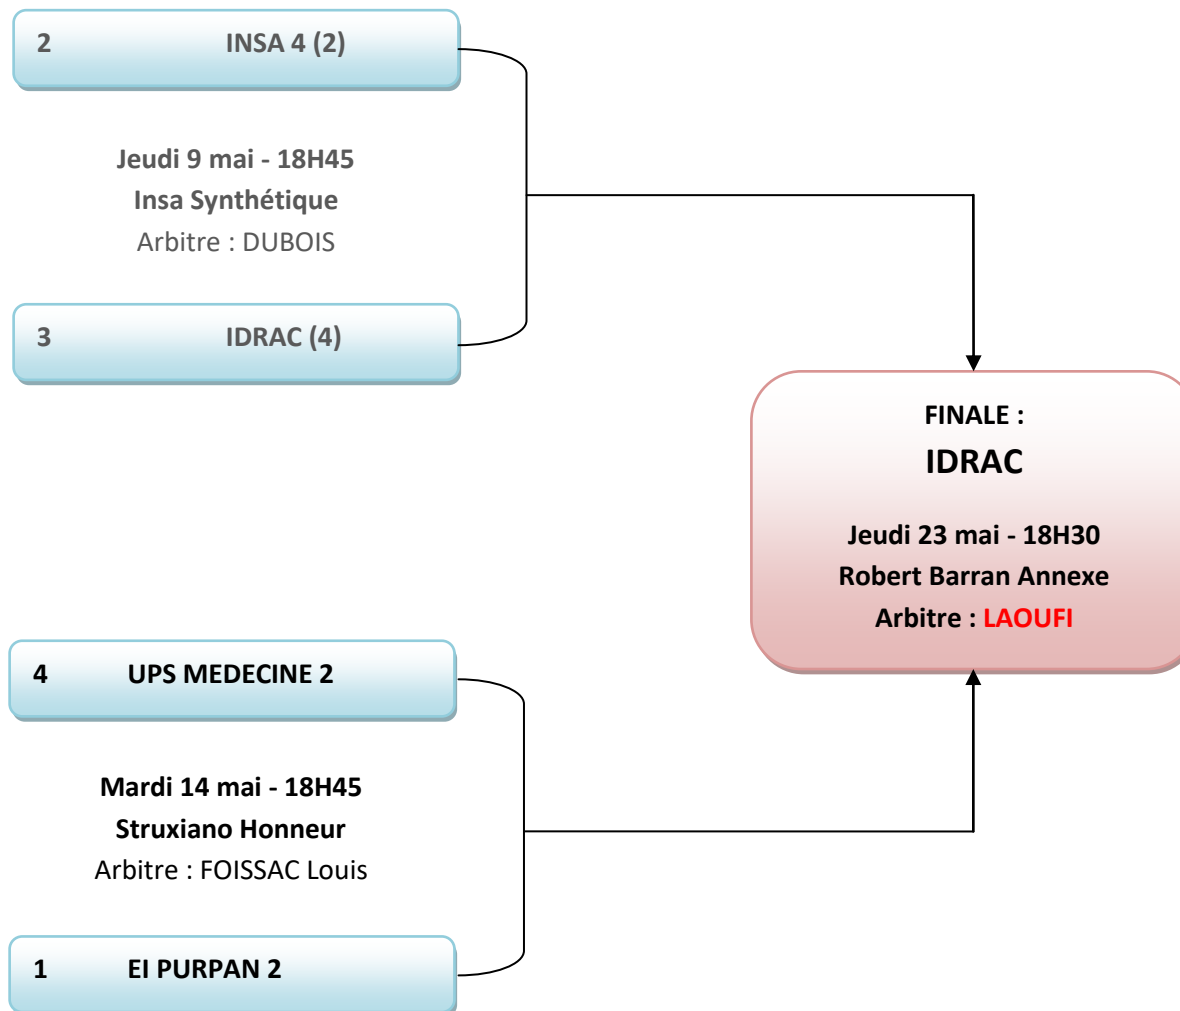 2 INSA 4 (2)
Jeudi 9 mai - 18H45
Insa Synthétique
Arbitre : DUBOIS
3 IDRAC (4)
FINALE :
IDRAC
Jeudi 23 mai - 18H30
Robert Barran Annexe
Arbitre : LAOUFI
4 UPS MEDECINE 2
Mardi 14 mai - 18H45
Struxiano Honneur
Arbitre : FOISSAC Louis
1 EI PURPAN 2